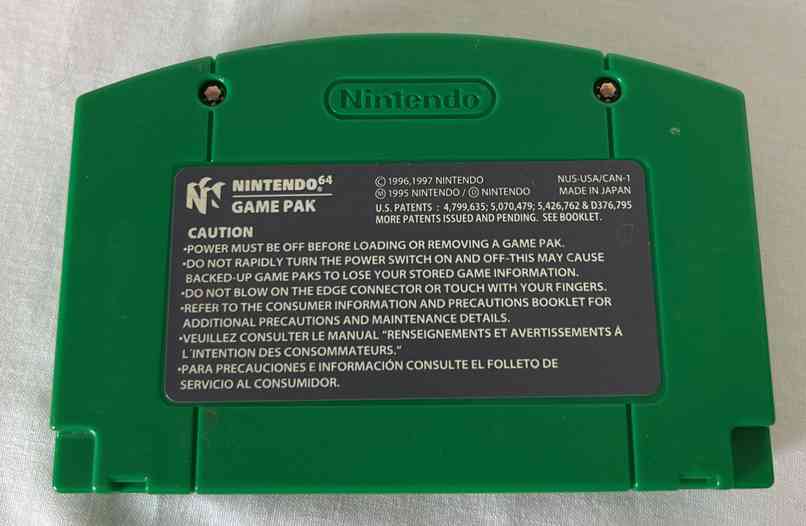 Nintendo
NINTENDO64
GAME PAK
© 1996,1997 NINTENDO
Ⓜ 1995 NINTENDO / Ⓞ NINTENDO
NUS-USA/CAN-1
MADE IN JAPAN
U.S. PATENTS : 4,799,635; 5,070,479; 5,426,762 & D376,795
MORE PATENTS ISSUED AND PENDING. SEE BOOKLET.
CAUTION
•POWER MUST BE OFF BEFORE LOADING OR REMOVING A GAME PAK.
•DO NOT RAPIDLY TURN THE POWER SWITCH ON AND OFF-THIS MAY CAUSE
BACKED-UP GAME PAKS TO LOSE YOUR STORED GAME INFORMATION.
•DO NOT BLOW ON THE EDGE CONNECTOR OR TOUCH WITH YOUR FINGERS.
•REFER TO THE CONSUMER INFORMATION AND PRECAUTIONS BOOKLET FOR
ADDITIONAL PRECAUTIONS AND MAINTENANCE DETAILS.
•VEUILLEZ CONSULTER LE MANUAL "RENSEIGNEMENTS ET AVERTISSEMENTS À
L'INTENTION DES CONSOMMATEURS."
•PARA PRECAUCIONES E INFORMACIÓN CONSULTE EL FOLLETO DE
SERVICIO AL CONSUMIDOR.